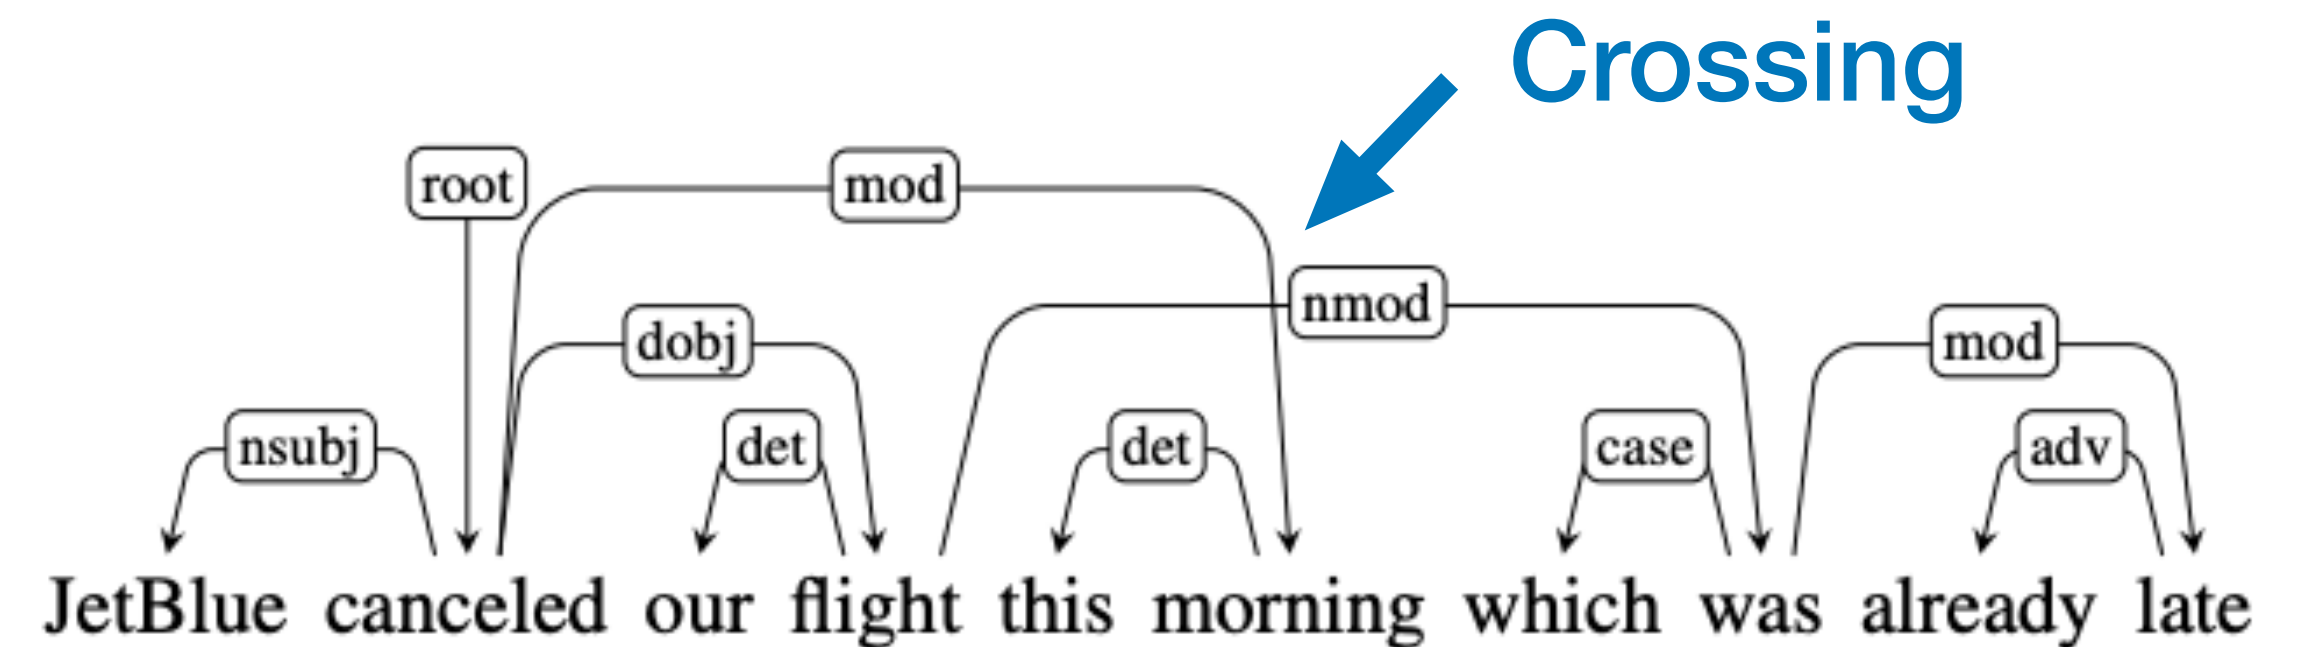 Crossing
root mod
nmod
dobj mod
nsubj det det case adv
JetBlue canceled our flight this morning which was already late